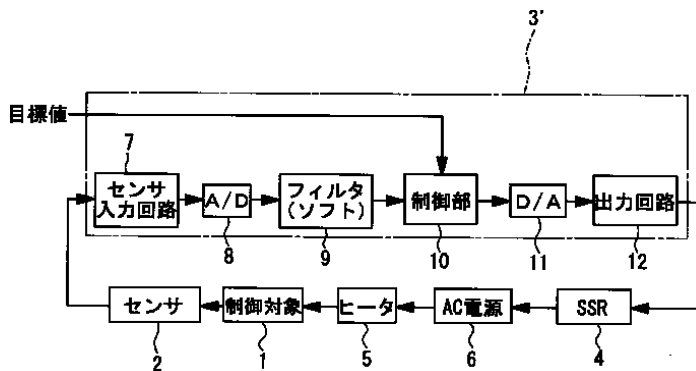 3'
目標値
7
センサ
入力回路
A/D
フィルタ
(ソフト)
制御部
D/A
出力回路
8
9
10
11
12
センサ
制御対象
ヒータ
AC電源
SSR
2
1
5
6
4